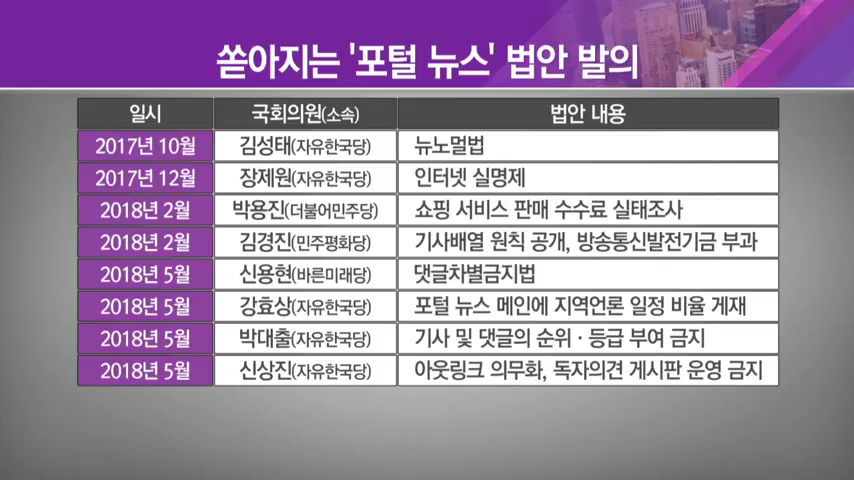 쏟아지는 '포털 뉴스' 법안 발의
일시 국회의원(소속) 법안 내용
2017년 10월 김성태(자유한국당) 뉴노멀법
2017년 12월 장제원(자유한국당) 인터넷 실명제
2018년 2월 박용진(더불어민주당) 쇼핑 서비스 판매 수수료 실태조사
2018년 2월 김경진(민주평화당) 기사배열 원칙 공개, 방송통신발전기금 부과
2018년 5월 신용현(바른미래당) 댓글차별금지법
2018년 5월 강효상(자유한국당) 포털 뉴스 메인에 지역언론 일정 비율 게재
2018년 5월 박대출(자유한국당) 기사 및 댓글의 순위·등급 부여 금지
2018년 5월 신상진(자유한국당) 아웃링크 의무화, 독자의견 게시판 운영 금지